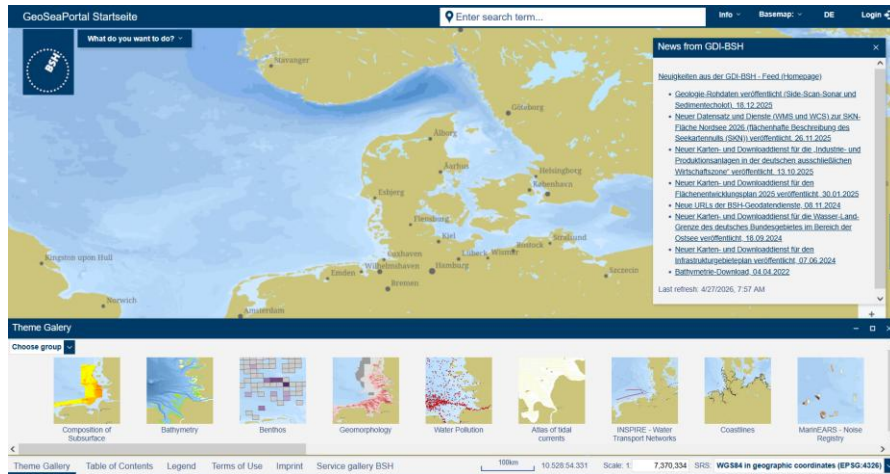 GeoSeaPortal Startseite
Enter search term...
Info
Basemap:
DE
Login
BSH
What do you want to do?
News from GDI-BSH
Neuigkeiten aus der GDI-BSH - Feed (Homepage)
Geologie-Rohdaten veröffentlicht (Side-Scan-Sonar und
Sedimentecholot), 18.12.2025
Neuer Datensatz und Dienste (WMS und WCS) zur SKN-
Fläche Nordsee 2026 (flächenhafte Beschreibung des
Seekartennulls (SKN)) veröffentlicht, 26.11.2025
Neuer Karten- und Downloaddienst für die „Industrie- und
Produktionsanlagen in der deutschen ausschließlichen
Wirtschaftszone" veröffentlicht, 13.10.2025
Neuer Karten- und Downloaddienst für den
Flächenentwicklungsplan 2025 veröffentlicht, 30.01.2025
Neue URLs der BSH-Geodatendienste, 08.11.2024
Neuer Karten- und Downloaddienst für die Wasser-Land-
Grenze des deutsches Bundesgebietes im Bereich der
Ostsee veröffentlicht, 18.09.2024
Neuer Karten- und Downloaddienst für den
Infrastrukturgebieteplan veröffentlicht, 07.06.2024
Bathymetrie-Download, 04.04.2022
Last refresh: 4/27/2026, 7:57 AM
Stavanger
Göteborg
Ålborg
Aarhus
Helsingborg
København
Esbjerg
Flensburg
Kiel
Stralsund
Rostock
Kingston upon Hull
Cuxhaven
Lübeck
Wismar
Emden
Wilhelmshaven
Hamburg
Szczecin
Bremen
Norwich
Amsterdam
Theme Galery
Choose group
Composition of
Subsurface
Bathymetry
Benthos
Geomorphology
Water Pollution
Atlas of tidal
currents
INSPIRE - Water
Transport Networks
Coastlines
MarinEARS - Noise
Registry
Theme Gallery
Table of Contents
Legend
Terms of Use
Imprint
Service gallery BSH
100km
10.528:54.331
Scale: 1:
7,370,334
SRS:
WGS84 in geographic coordinates (EPSG:4326)